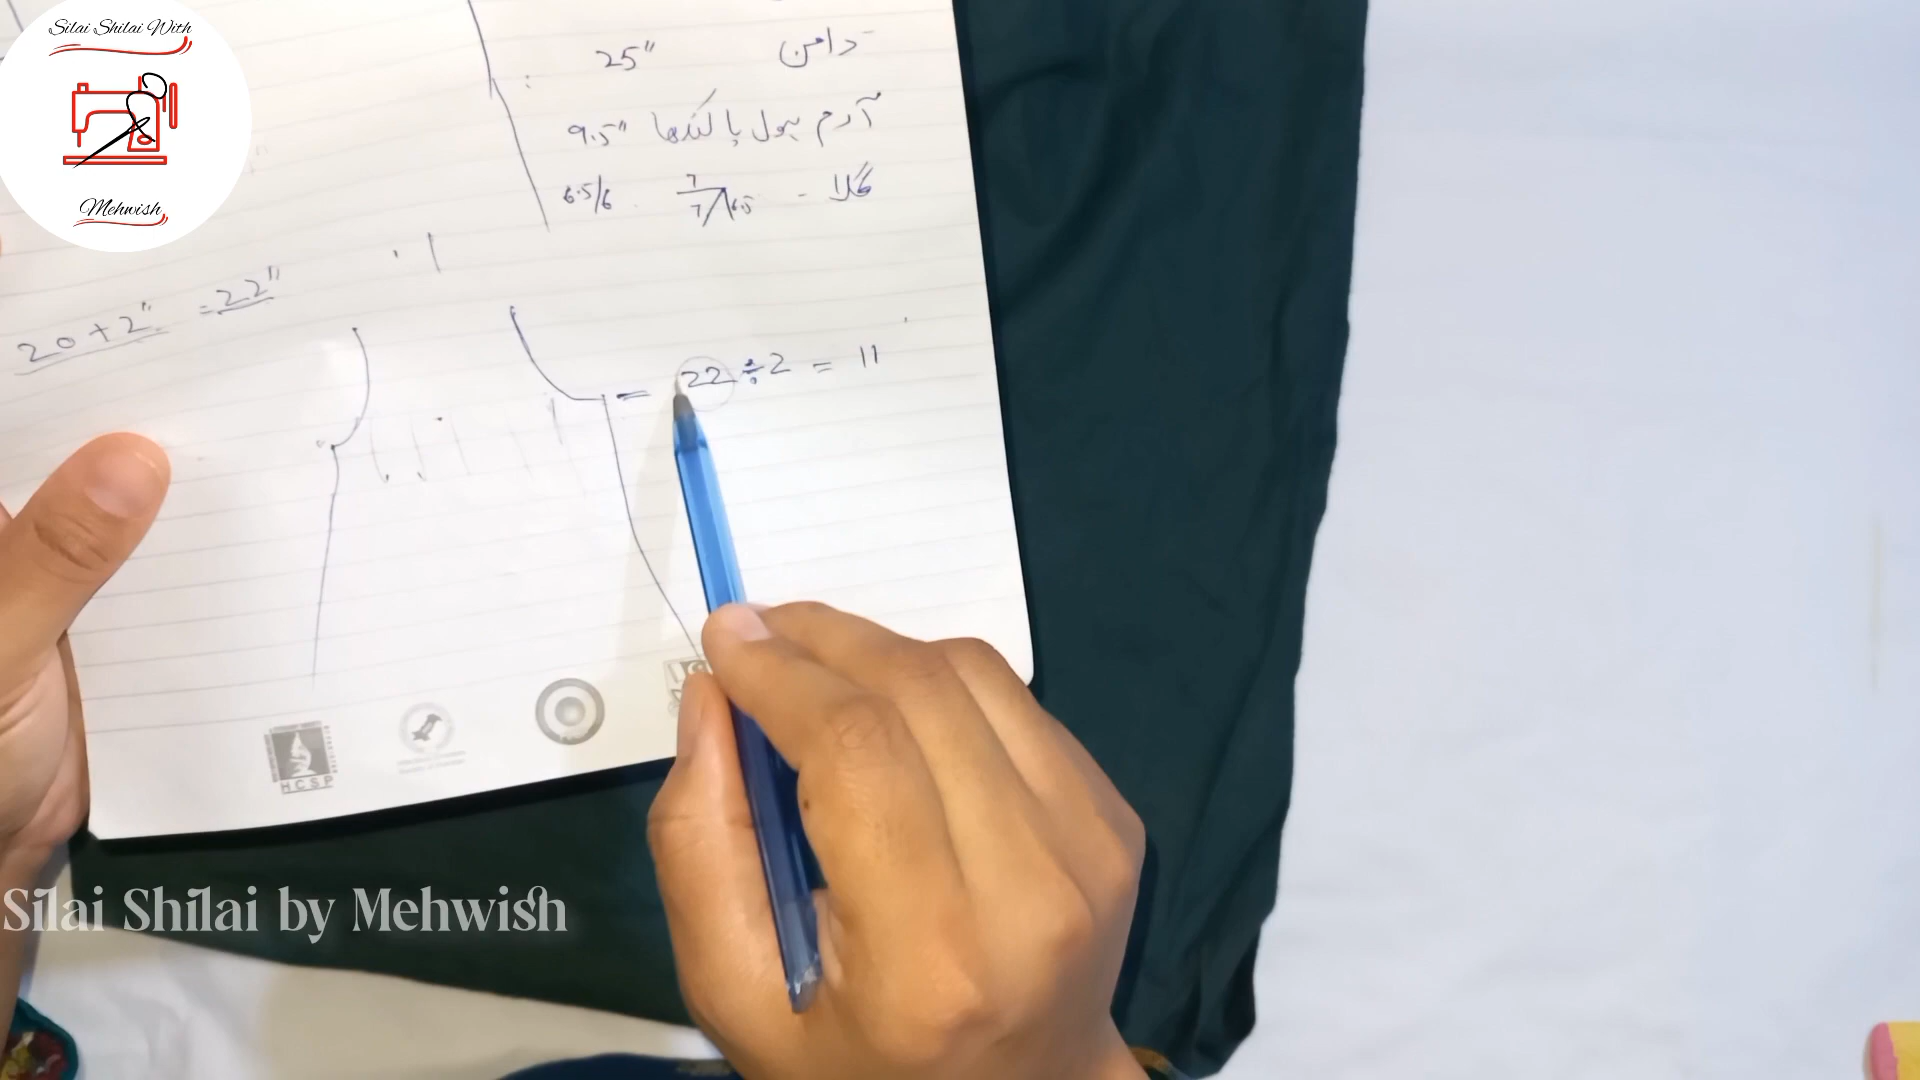 Silai Shilai With
Mehwish
دامن 25"
آرم ہول یا کندھا 9.5"
گلا - 7/7/6.5 6.5/6
20+2" = 22"
= 22 ÷ 2 = 11
HCSP
Silai Shilai by Mehwish